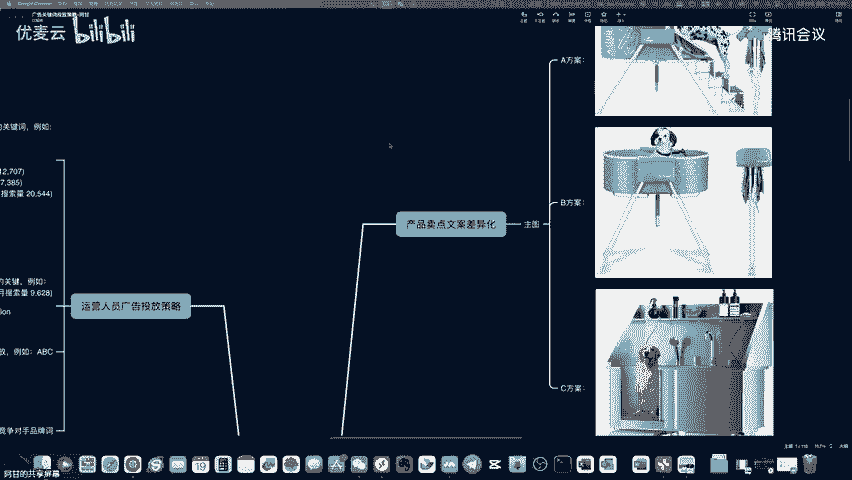 优麦云 bilibili
腾讯会议
A方案：
的关键词，例如：
12,707)
7,385)
搜索量 20,544)
B方案：
产品卖点文案差异化
主图
的关键、例如：
月搜索量 9,628)
运营人员广告投放策略
ion
放，例如：ABC
C方案：
竞争对手品牌词
19
阿甘的共享屏幕